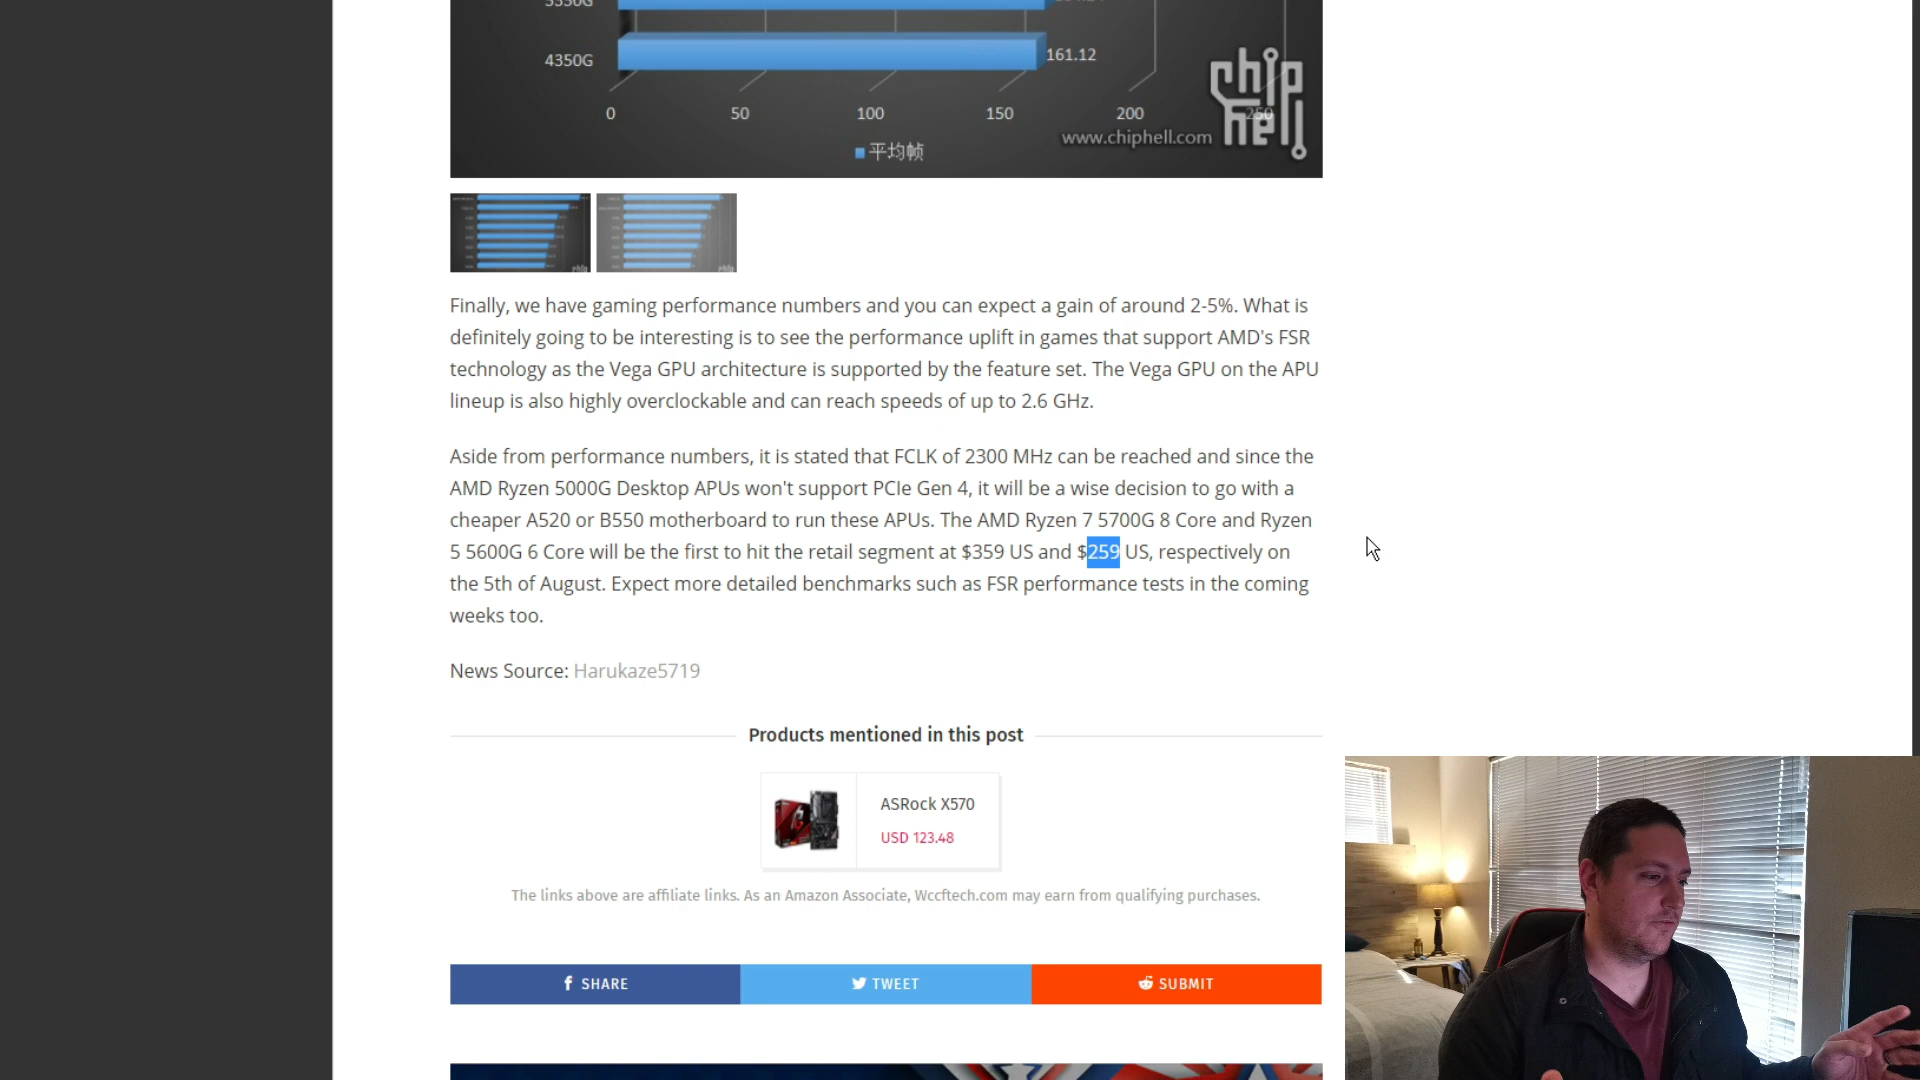 5350G
4350G
161.12
0
50
100
150
200
250
平均帧
www.chiphell.com
chip
hell
Finally, we have gaming performance numbers and you can expect a gain of around 2-5%. What is
definitely going to be interesting is to see the performance uplift in games that support AMD's FSR
technology as the Vega GPU architecture is supported by the feature set. The Vega GPU on the APU
lineup is also highly overclockable and can reach speeds of up to 2.6 GHz.
Aside from performance numbers, it is stated that FCLK of 2300 MHz can be reached and since the
AMD Ryzen 5000G Desktop APUs won't support PCIe Gen 4, it will be a wise decision to go with a
cheaper A520 or B550 motherboard to run these APUs. The AMD Ryzen 7 5700G 8 Core and Ryzen
5 5600G 6 Core will be the first to hit the retail segment at $359 US and $259 US, respectively on
the 5th of August. Expect more detailed benchmarks such as FSR performance tests in the coming
weeks too.
News Source: Harukaze5719
Products mentioned in this post
ASRock X570
USD 123.48
The links above are affiliate links. As an Amazon Associate, Wccftech.com may earn from qualifying purchases.
SHARE
TWEET
SUBMIT